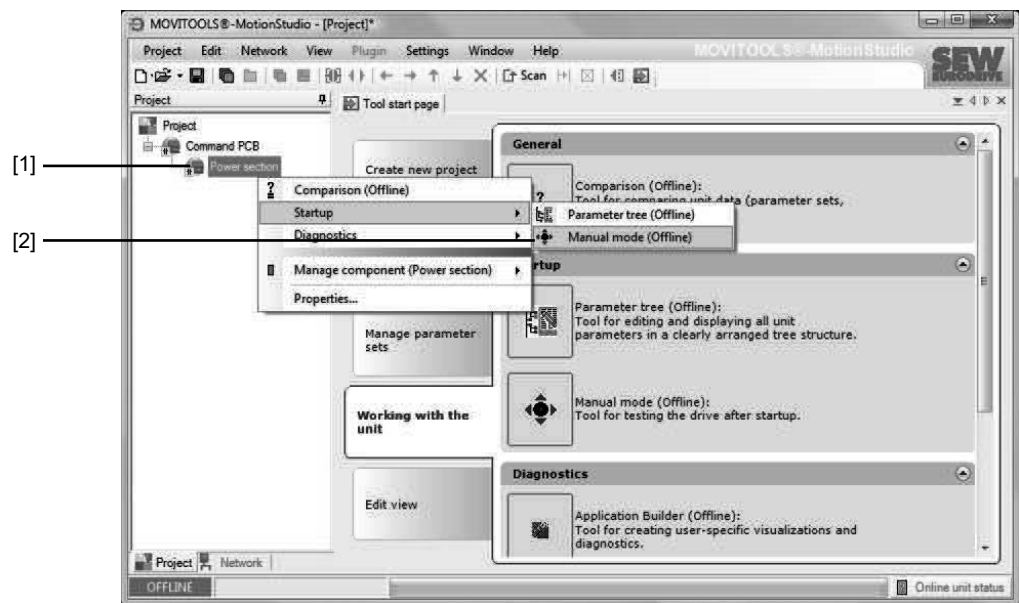 MOVITOOLS®-MotionStudio - [Project]*
Project Edit Network View Plugin Settings Window Help
MOVITOOLS®-MotionStudio
SEW
EURODRIVE
Scan
Project
Tool start page
Project
Command PCB
[1]
Power section
Create new project
General
Comparison (Offline):
Tool for comparing unit data (parameter sets,
?
Comparison (Offline)
Startup
Parameter tree (Offline)
[2]
Diagnostics
Manual mode (Offline)
Manage component (Power section)
Properties...
rtup
Parameter tree (Offline):
Tool for editing and displaying all unit
parameters in a clearly arranged tree structure.
Manage parameter
sets
Manual mode (Offline):
Tool for testing the drive after startup.
Working with the
unit
Diagnostics
Edit view
Application Builder (Offline):
Tool for creating user-specific visualizations and
diagnostics.
Project Network
OFFLINE
Online unit status